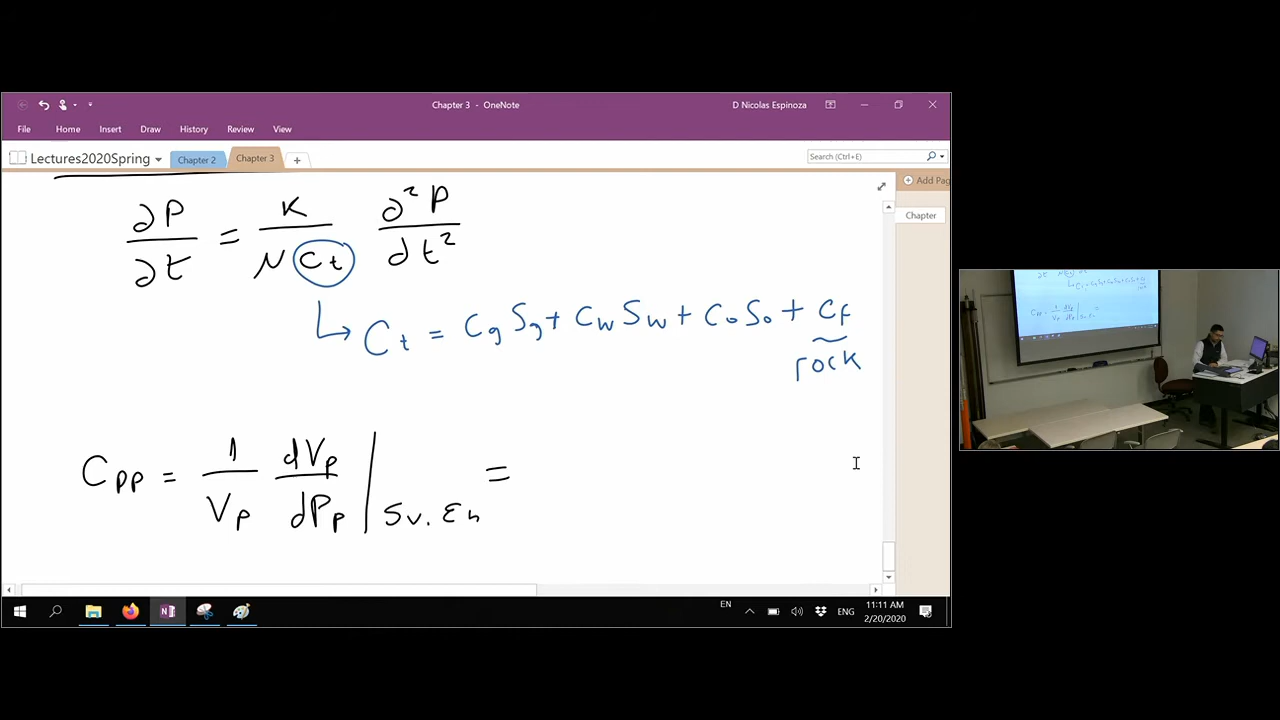 Chapter 3 - OneNote
D Nicolas Espinoza
File Home Insert Draw History Review View
Lectures2020Spring Chapter 2 Chapter 3 +
Search (Ctrl+E)
Add Pag
Chapter
∂P/∂t = K/(μ Ct) ∂²P/dt²
↳ Ct = Cg Sg + Cw Sw + Co So + Cf
rock
CPP = 1/VP dVP/dPP | Sv. εh =
EN
ENG
11:11 AM
2/20/2020